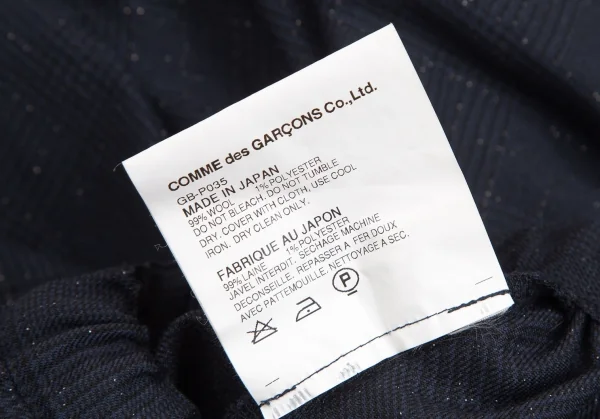 COMME des GARÇONS Co.,Ltd.
GB-P035
MADE IN JAPAN
99% WOOL 1% POLYESTER
DO NOT BLEACH. DO NOT TUMBLE
DRY. COVER WITH CLOTH, USE COOL
IRON. DRY CLEAN ONLY.
FABRIQUE AU JAPON
99% LAINE 1% POLYESTER
JAVEL INTERDIT. SECHAGE MACHINE
DECONSEILLE. REPASSER A FER DOUX
AVEC PATTEMOUILLE. NETTOYAGE A SEC.
P